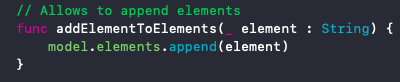 // Allows to append elements
func addElementToElements(_ element : String) {
    model.elements.append(element)
}